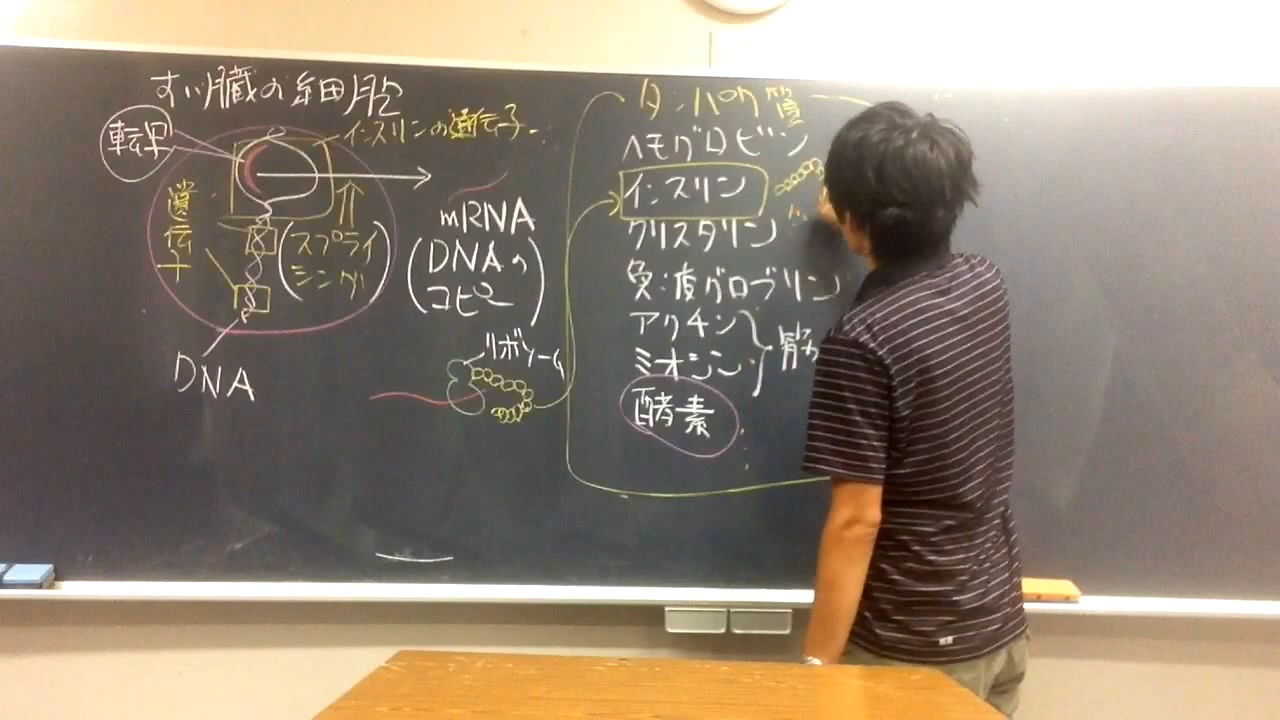 すい臓の細胞
転写
インスリンの遺伝子
遺伝子
(スプライシング)
DNA
mRNA
(DNAの
コピー)
リボソーム
タンパク質
ヘモグロビン
インスリン
クリスタリン
免疫グロブリン
アクチン
ミオシン
筋
酵素